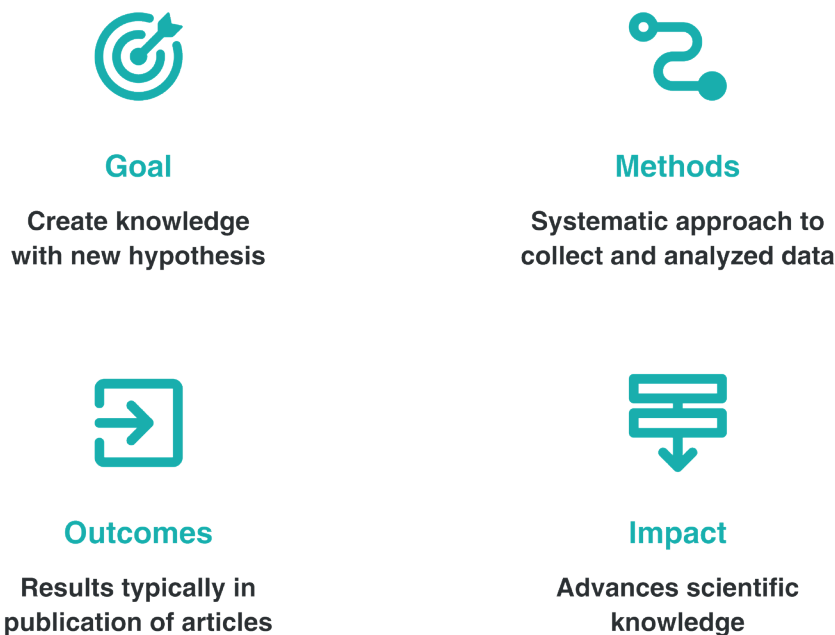 Goal
Create knowledge
with new hypothesis
Methods
Systematic approach to
collect and analyzed data
Outcomes
Results typically in
publication of articles
Impact
Advances scientific
knowledge